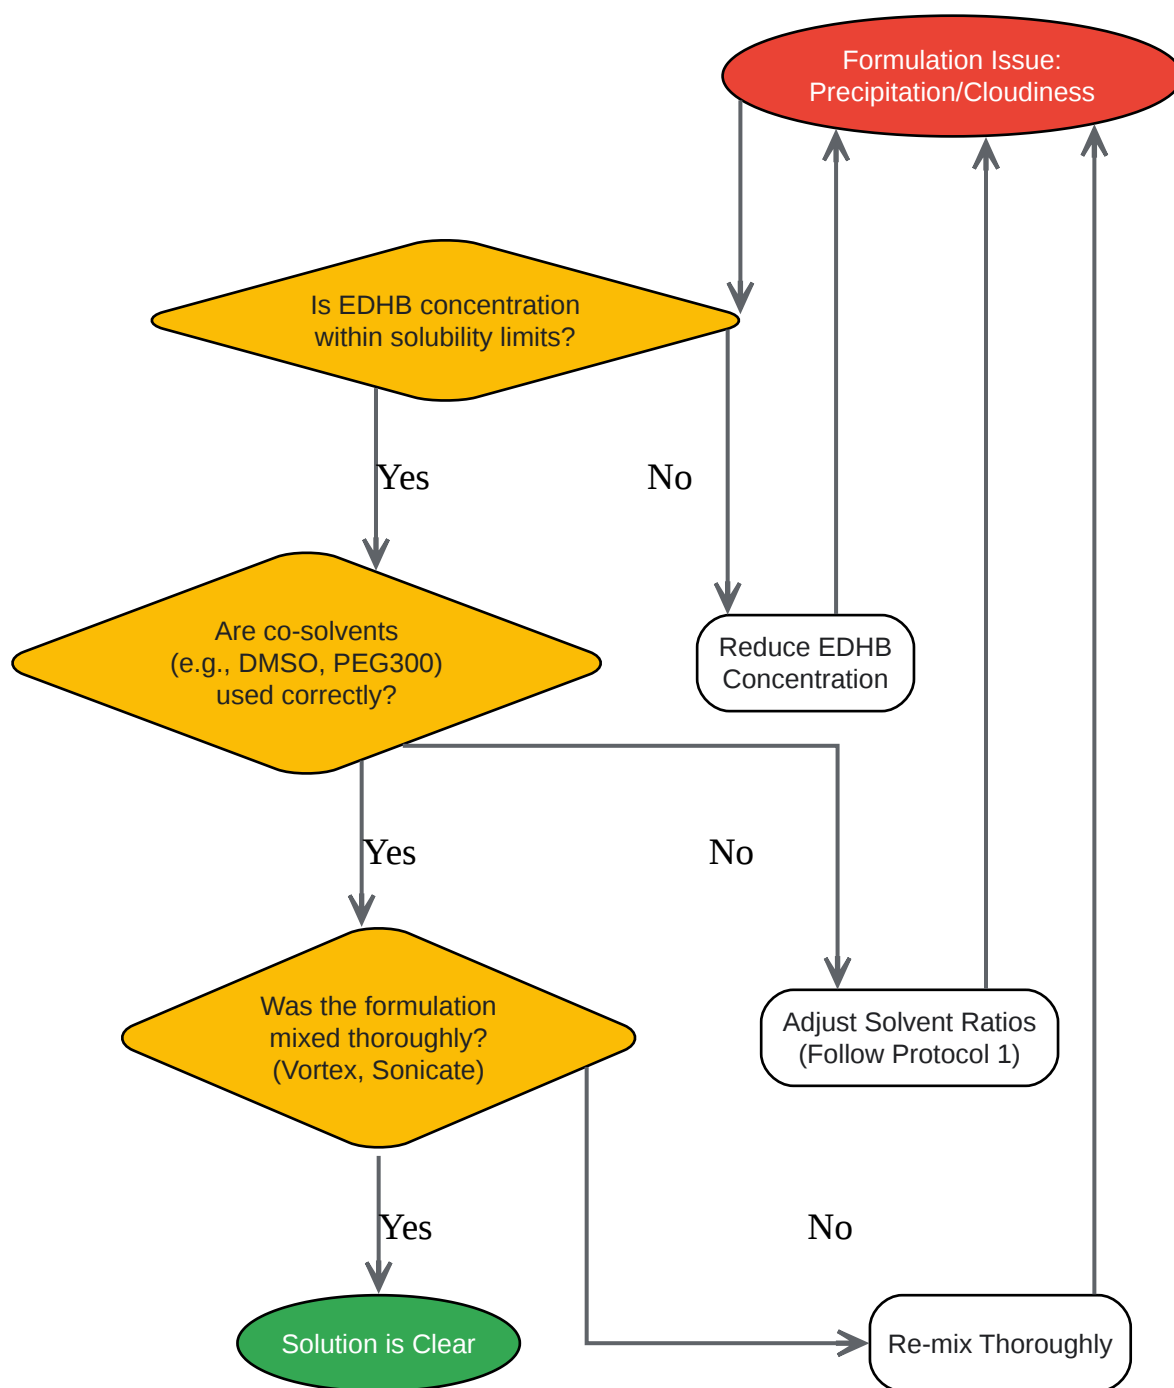 Formulation Issue:
Precipitation/Cloudiness
Is EDHB concentration
within solubility limits?
Yes
No
Are co-solvents
(e.g., DMSO, PEG300)
used correctly?
Reduce EDHB
Concentration
Yes
No
Was the formulation
mixed thoroughly?
(Vortex, Sonicate)
Adjust Solvent Ratios
(Follow Protocol 1)
Yes
No
Solution is Clear
Re-mix Thoroughly